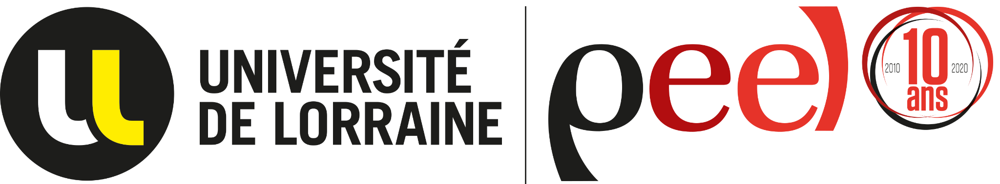 UNIVERSITÉ
DE LORRAINE
peel
2010 10 2020
ans